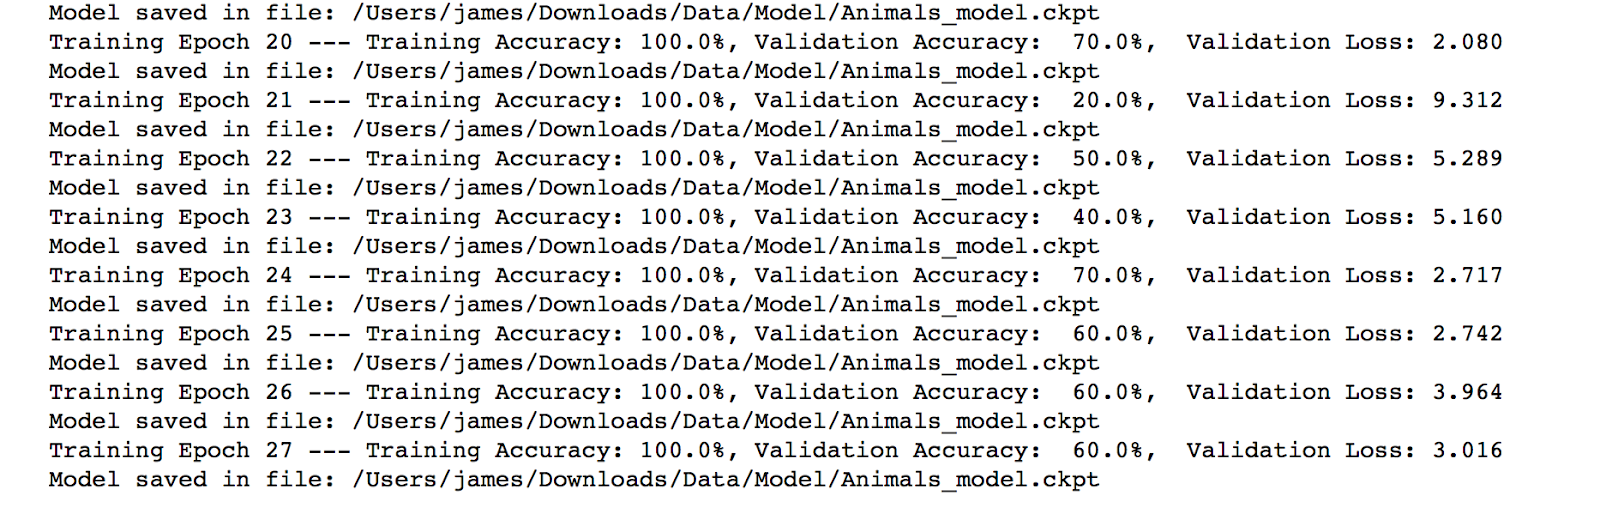 Model saved in file: /Users/james/Downloads/Data/Model/Animals_model.ckpt
Training Epoch 20 --- Training Accuracy: 100.0%, Validation Accuracy:  70.0%,  Validation Loss: 2.080
Model saved in file: /Users/james/Downloads/Data/Model/Animals_model.ckpt
Training Epoch 21 --- Training Accuracy: 100.0%, Validation Accuracy:  20.0%,  Validation Loss: 9.312
Model saved in file: /Users/james/Downloads/Data/Model/Animals_model.ckpt
Training Epoch 22 --- Training Accuracy: 100.0%, Validation Accuracy:  50.0%,  Validation Loss: 5.289
Model saved in file: /Users/james/Downloads/Data/Model/Animals_model.ckpt
Training Epoch 23 --- Training Accuracy: 100.0%, Validation Accuracy:  40.0%,  Validation Loss: 5.160
Model saved in file: /Users/james/Downloads/Data/Model/Animals_model.ckpt
Training Epoch 24 --- Training Accuracy: 100.0%, Validation Accuracy:  70.0%,  Validation Loss: 2.717
Model saved in file: /Users/james/Downloads/Data/Model/Animals_model.ckpt
Training Epoch 25 --- Training Accuracy: 100.0%, Validation Accuracy:  60.0%,  Validation Loss: 2.742
Model saved in file: /Users/james/Downloads/Data/Model/Animals_model.ckpt
Training Epoch 26 --- Training Accuracy: 100.0%, Validation Accuracy:  60.0%,  Validation Loss: 3.964
Model saved in file: /Users/james/Downloads/Data/Model/Animals_model.ckpt
Training Epoch 27 --- Training Accuracy: 100.0%, Validation Accuracy:  60.0%,  Validation Loss: 3.016
Model saved in file: /Users/james/Downloads/Data/Model/Animals_model.ckpt